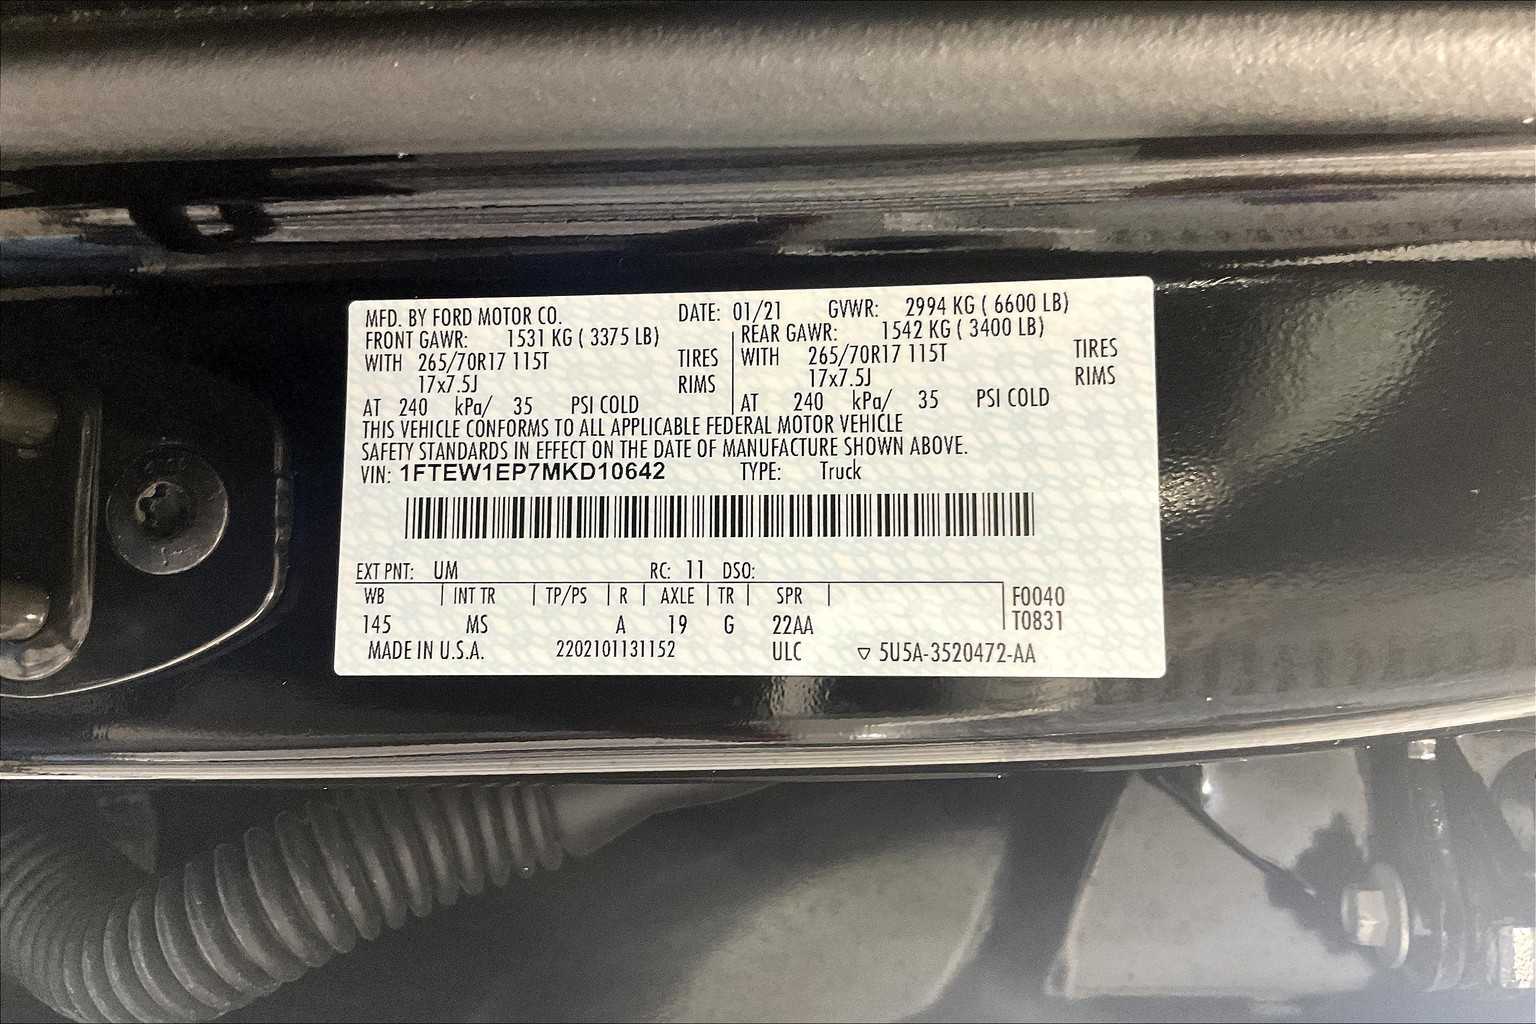 MFD. BY FORD MOTOR CO. DATE: 01/21 GVWR: 2994 KG ( 6600 LB)
FRONT GAWR: 1531 KG ( 3375 LB) REAR GAWR: 1542 KG ( 3400 LB)
WITH 265/70R17 115T TIRES WITH 265/70R17 115T TIRES
17x7.5J RIMS 17x7.5J RIMS
AT 240 kPa/ 35 PSI COLD AT 240 kPa/ 35 PSI COLD
THIS VEHICLE CONFORMS TO ALL APPLICABLE FEDERAL MOTOR VEHICLE
SAFETY STANDARDS IN EFFECT ON THE DATE OF MANUFACTURE SHOWN ABOVE.
VIN: 1FTEW1EP7MKD10642 TYPE: Truck
EXT PNT: UM RC: 11 DSO:
WB INT TR TP/PS R AXLE TR SPR F0040
145 MS A 19 G 22AA T0831
MADE IN U.S.A. 2202101131152 ULC ▽ 5U5A-3520472-AA